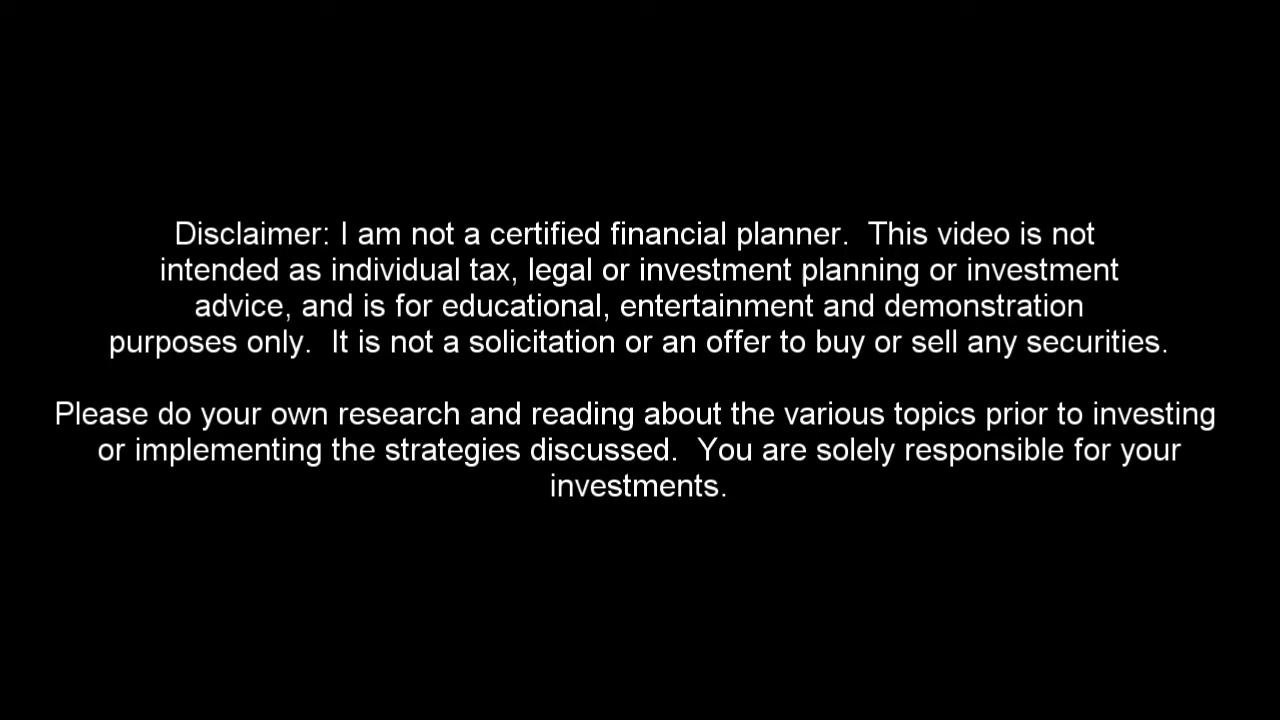 Disclaimer: I am not a certified financial planner.  This video is not
intended as individual tax, legal or investment planning or investment
advice, and is for educational, entertainment and demonstration
purposes only.  It is not a solicitation or an offer to buy or sell any securities.
Please do your own research and reading about the various topics prior to investing
or implementing the strategies discussed.  You are solely responsible for your
investments.